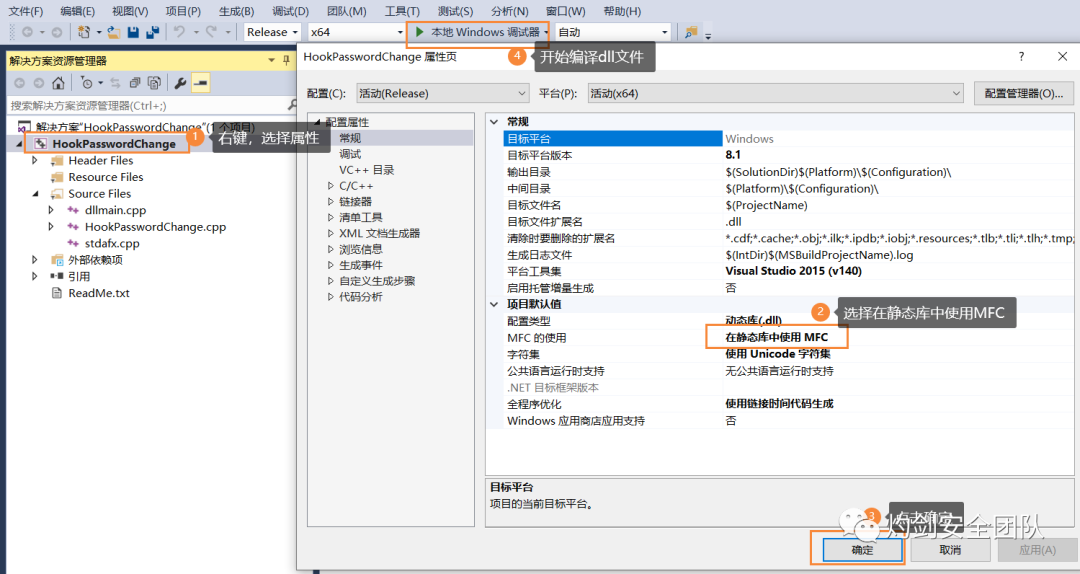 文件(F) 编辑(E) 视图(V) 项目(P) 生成(B) 调试(D) 团队(M) 工具(T) 测试(S) 分析(N) 窗口(W) 帮助(H)
Release x64 本地 Windows 调试器 自动
4 开始编译dll文件
解决方案资源管理器
搜索解决方案资源管理器(Ctrl+;)
解决方案"HookPasswordChange"(1 个项目)
HookPasswordChange
1 右键，选择属性
Header Files
Resource Files
Source Files
dllmain.cpp
HookPasswordChange.cpp
stdafx.cpp
外部依赖项
引用
ReadMe.txt
HookPasswordChange 属性页 ?
配置(C): 活动(Release) 平台(P): 活动(x64) 配置管理器(O)...
配置属性
常规
调试
VC++ 目录
C/C++
链接器
清单工具
XML 文档生成器
浏览信息
生成事件
自定义生成步骤
代码分析
常规
目标平台 Windows
目标平台版本 8.1
输出目录 $(SolutionDir)$(Platform)\$(Configuration)\
中间目录 $(Platform)\$(Configuration)\
目标文件名 $(ProjectName)
目标文件扩展名 .dll
清除时要删除的扩展名 *.cdf;*.cache;*.obj;*.ilk;*.ipdb;*.iobj;*.resources;*.tlb;*.tli;*.tlh;*.tmp;
生成日志文件 $(IntDir)$(MSBuildProjectName).log
平台工具集 Visual Studio 2015 (v140)
启用托管增量生成 否
项目默认值
2 选择在静态库中使用MFC
配置类型 动态库(.dll)
MFC 的使用 在静态库中使用 MFC
字符集 使用 Unicode 字符集
公共语言运行时支持 无公共语言运行时支持
.NET 目标框架版本
全程序优化 使用链接时间代码生成
Windows 应用商店应用支持 否
目标平台
项目的当前目标平台。
3 点击确定
灼剑安全团队
确定 取消 应用(A)